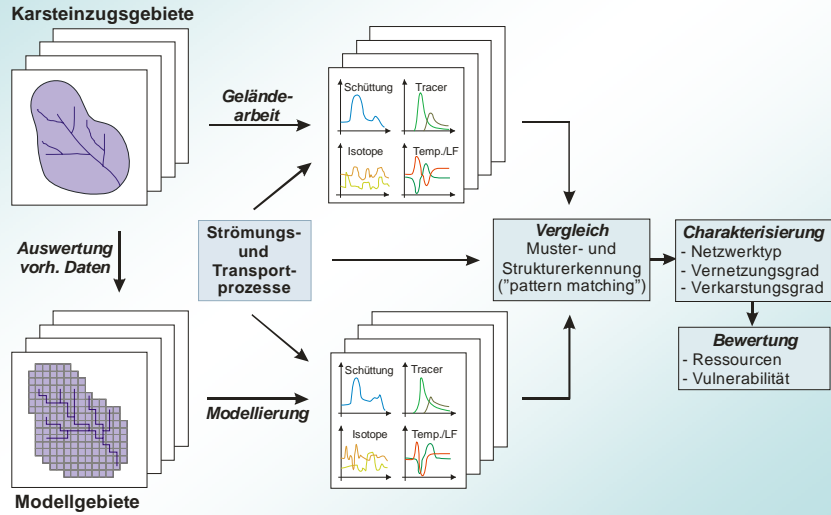 Karsteinzugsgebiete
Gelände-
arbeit
Schüttung
Tracer
Isotope
Temp./LF
Auswertung
vorh. Daten
Strömungs-
und
Transport-
prozesse
Vergleich
Muster- und
Strukturerkennung
("pattern matching")
Charakterisierung
- Netzwerktyp
- Vernetzungsgrad
- Verkarstungsgrad
Bewertung
- Ressourcen
- Vulnerabilität
Modellierung
Schüttung
Tracer
Isotope
Temp./LF
Modellgebiete